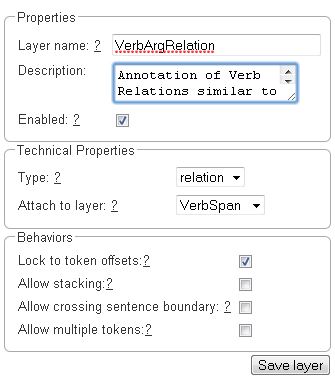 Properties
Layer name: ? VerbArgRelation
Description: Annotation of Verb
Relations similar to
Enabled: ?
Technical Properties
Type: ? relation
Attach to layer: ? VerbSpan
Behaviors
Lock to token offsets:?
Allow stacking:?
Allow crossing sentence boundary: ?
Allow multiple tokens:?
Save layer